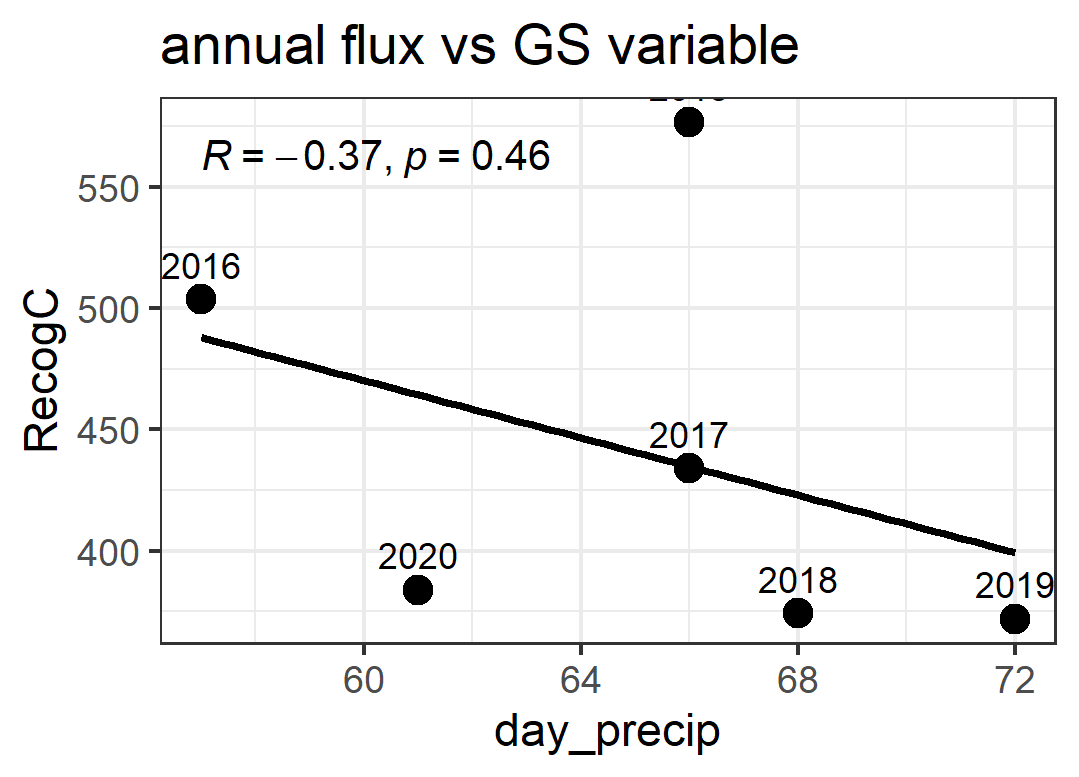 annual flux vs GS variable
R = −0.37, p = 0.46
550
500
450
400
2016
2017
2020
2018
2019
60 64 68 72
day_precip
RecogC